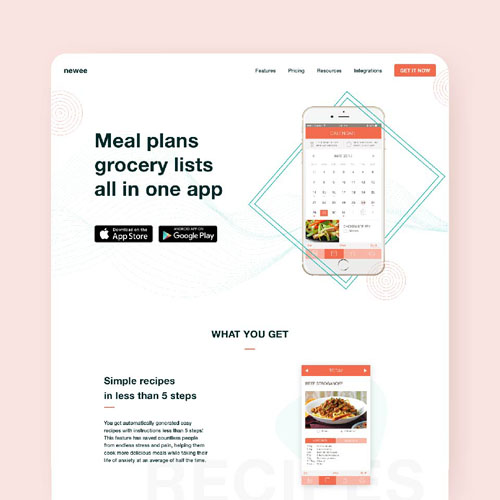 newee
Features Pricing Resources Integrations GET IT NOW
Meal plans
grocery lists
all in one app
Download on the
App Store
ANDROID APP ON
Google Play
CALENDAR
WHAT YOU GET
Simple recipes
in less than 5 steps
You get automatically generated easy
recipes with instructions less than 5 steps!
This feature has saved countless people
from endless stress and pain, helping them
cook more delicious meals while taking their
life of anxiety at an average of half the time.
BEEF STROGANOFF
RECIPES